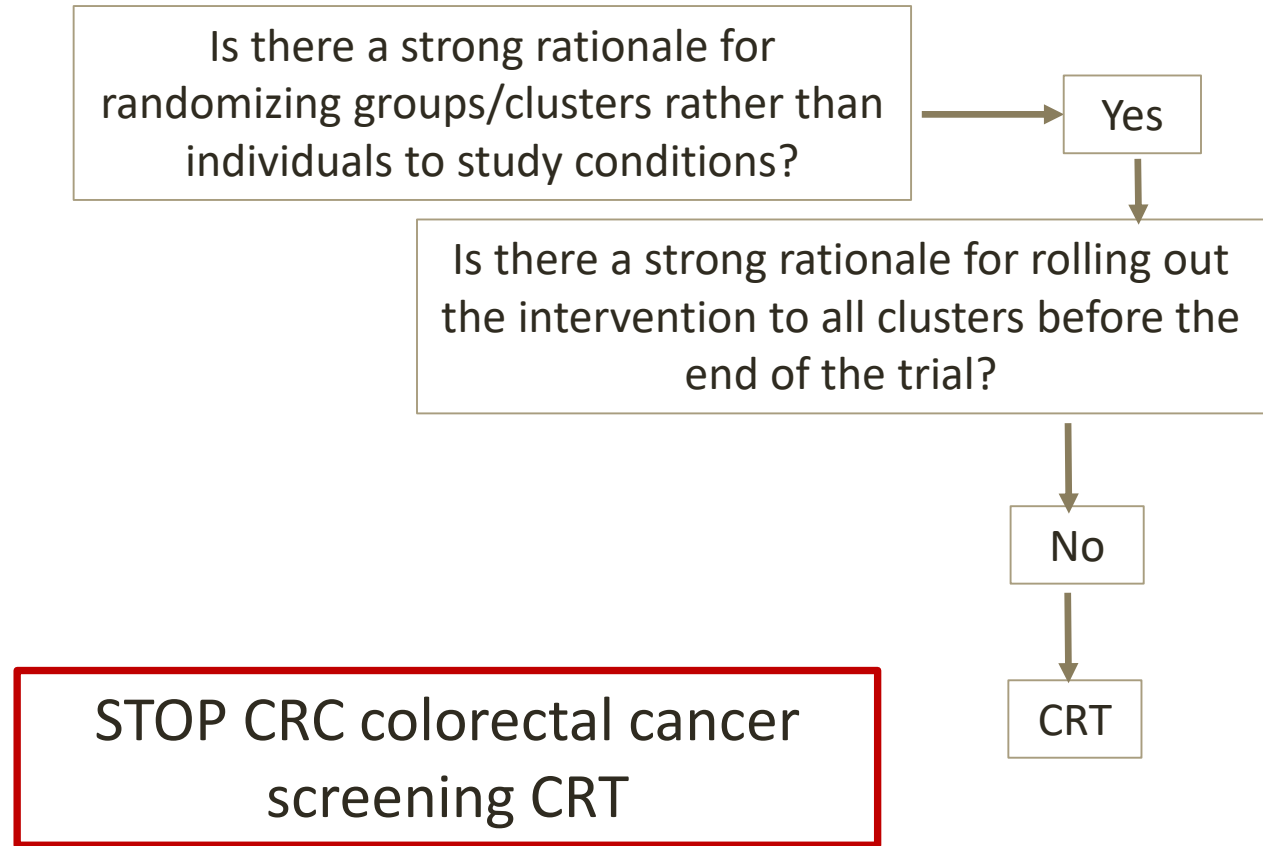 Is there a strong rationale for
randomizing groups/clusters rather than
individuals to study conditions?
Yes
Is there a strong rationale for rolling out
the intervention to all clusters before the
end of the trial?
No
CRT
STOP CRC colorectal cancer
screening CRT